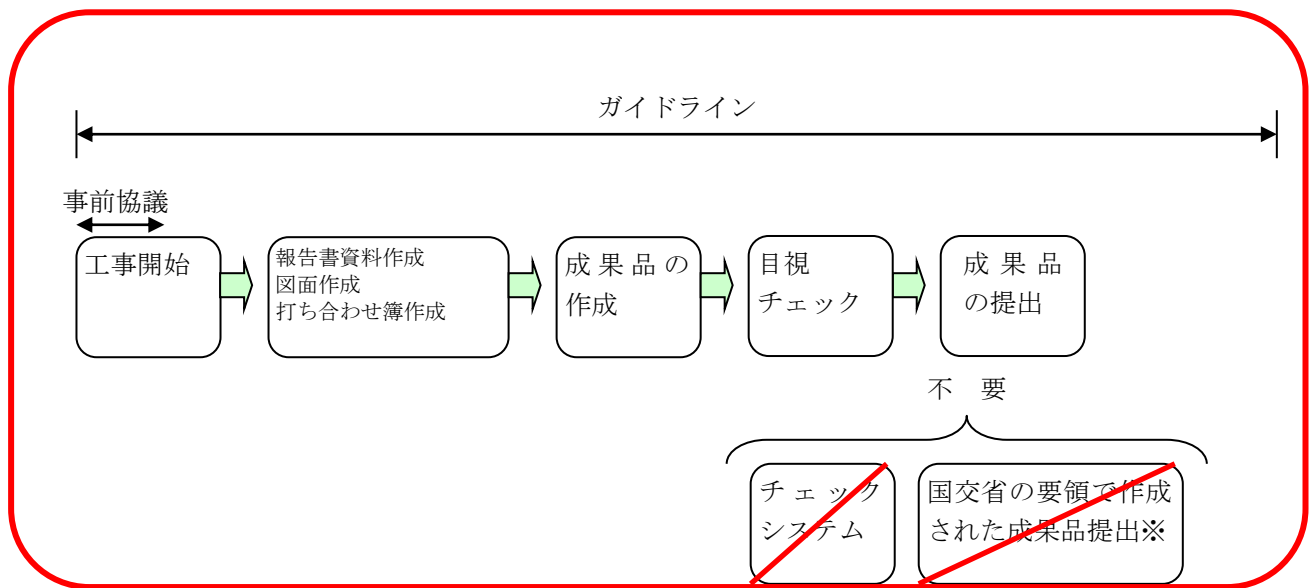 ガイドライン
事前協議
工事開始
報告書資料作成
図面作成
打ち合わせ簿作成
成果品の
作成
目視
チェック
成果品
の提出
不 要
チェック
システム
国交省の要領で作成
された成果品提出※